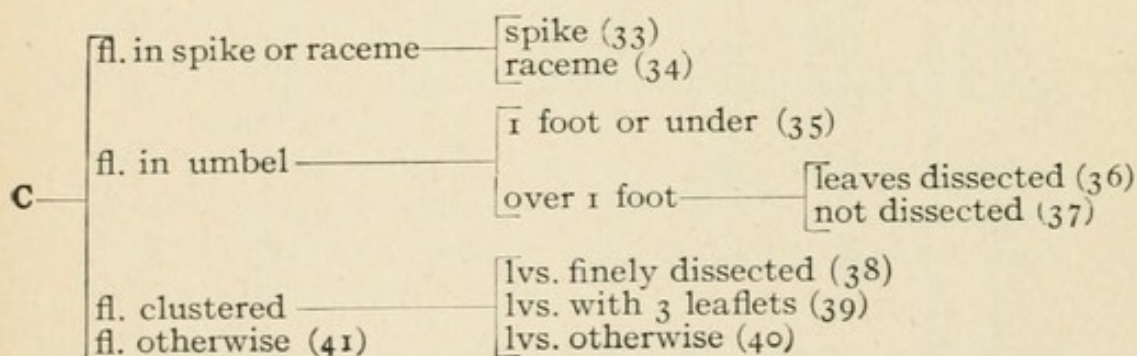 fl. in spike or raceme
spike (33)
raceme (34)
fl. in umbel
1 foot or under (35)
over 1 foot
leaves dissected (36)
not dissected (37)
C
fl. clustered
lvs. finely dissected (38)
lvs. with 3 leaflets (39)
lvs. otherwise (40)
fl. otherwise (41)